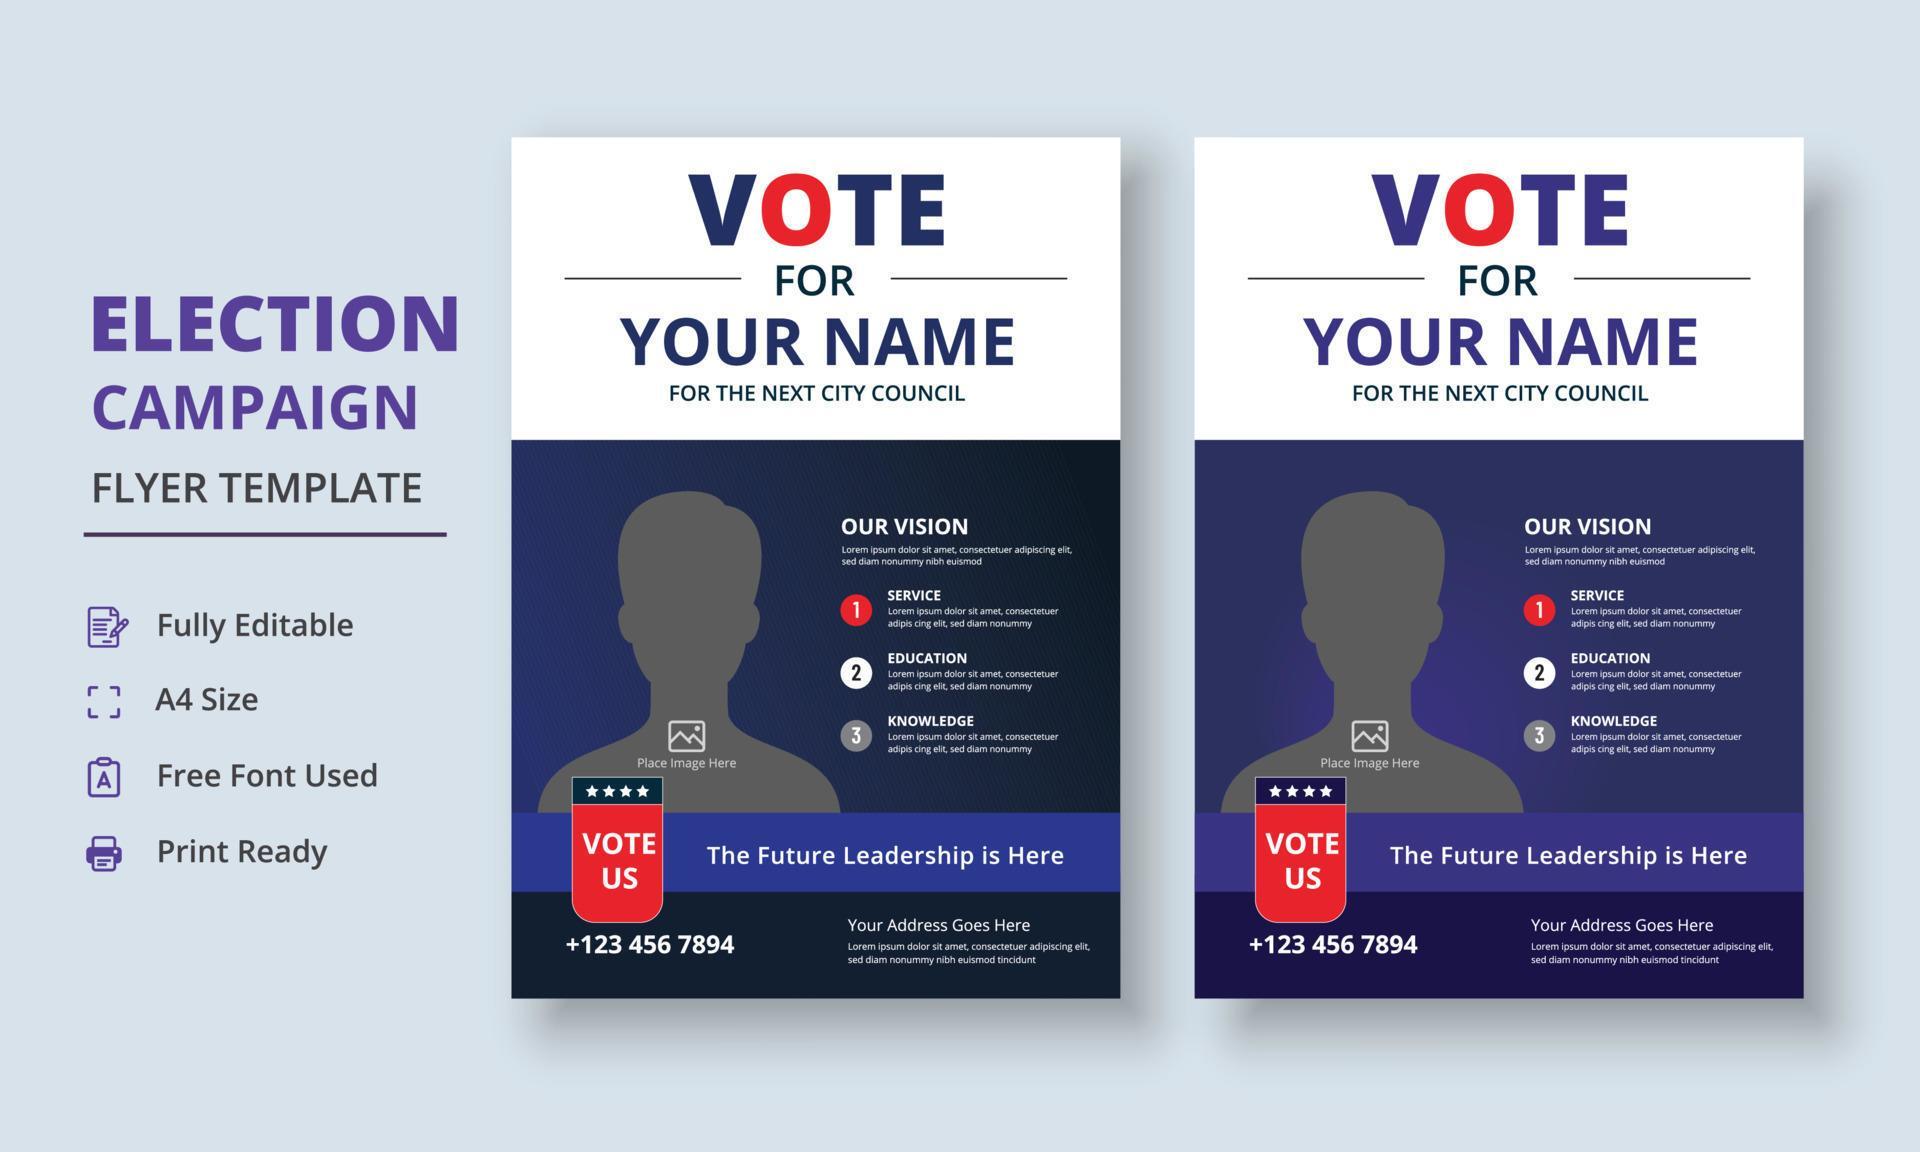 ELECTION
CAMPAIGN
FLYER TEMPLATE
Fully Editable
A4 Size
Free Font Used
Print Ready
VOTE
FOR
YOUR NAME
FOR THE NEXT CITY COUNCIL
OUR VISION
Lorem ipsum dolor sit amet, consectetuer adipiscing elit,
sed diam nonummy nibh euismod
1
SERVICE
Lorem ipsum dolor sit amet, consectetuer
adipis cing elit, sed diam nonummy
2
EDUCATION
Lorem ipsum dolor sit amet, consectetuer
adipis cing elit, sed diam nonummy
3
KNOWLEDGE
Lorem ipsum dolor sit amet, consectetuer
adipis cing elit, sed diam nonummy
Place Image Here
VOTE
US
The Future Leadership is Here
+123 456 7894
Your Address Goes Here
Lorem ipsum dolor sit amet, consectetuer adipiscing elit,
sed diam nonummy nibh euismod tincidunt
VOTE
FOR
YOUR NAME
FOR THE NEXT CITY COUNCIL
OUR VISION
Lorem ipsum dolor sit amet, consectetuer adipiscing elit,
sed diam nonummy nibh euismod
1
SERVICE
Lorem ipsum dolor sit amet, consectetuer
adipis cing elit, sed diam nonummy
2
EDUCATION
Lorem ipsum dolor sit amet, consectetuer
adipis cing elit, sed diam nonummy
3
KNOWLEDGE
Lorem ipsum dolor sit amet, consectetuer
adipis cing elit, sed diam nonummy
Place Image Here
VOTE
US
The Future Leadership is Here
+123 456 7894
Your Address Goes Here
Lorem ipsum dolor sit amet, consectetuer adipiscing elit,
sed diam nonummy nibh euismod tincidunt